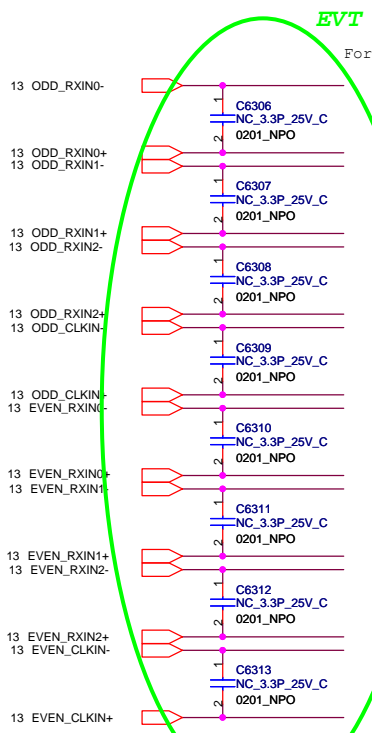 EVT
For
13 ODD_RXIN0-
1
C6306
NC_3.3P_25V_C
0201_NPO
2
13 ODD_RXIN0+
13 ODD_RXIN1-
1
C6307
NC_3.3P_25V_C
0201_NPO
2
13 ODD_RXIN1+
13 ODD_RXIN2-
1
C6308
NC_3.3P_25V_C
0201_NPO
2
13 ODD_RXIN2+
13 ODD_CLKIN-
1
C6309
NC_3.3P_25V_C
0201_NPO
2
13 ODD_CLKIN+
13 EVEN_RXIN0-
1
C6310
NC_3.3P_25V_C
0201_NPO
2
13 EVEN_RXIN0+
13 EVEN_RXIN1-
1
C6311
NC_3.3P_25V_C
0201_NPO
2
13 EVEN_RXIN1+
13 EVEN_RXIN2-
1
C6312
NC_3.3P_25V_C
0201_NPO
2
13 EVEN_RXIN2+
13 EVEN_CLKIN-
1
C6313
NC_3.3P_25V_C
0201_NPO
2
13 EVEN_CLKIN+